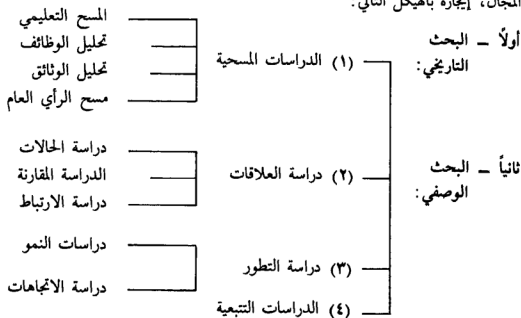 المجال، إيجازه بالهيكل التالي:
أولاً – البحث التاريخي:
ثانياً – البحث الوصفي:
(١) الدراسات المسحية
المسح التعليمي
تحليل الوظائف
تحليل الوثائق
مسح الرأي العام
(٢) دراسة العلاقات
دراسة الحالات
الدراسة المقارنة
دراسة الارتباط
(٣) دراسة التطور
دراسات النمو
دراسة الاتجاهات
(٤) الدراسات التتبعية